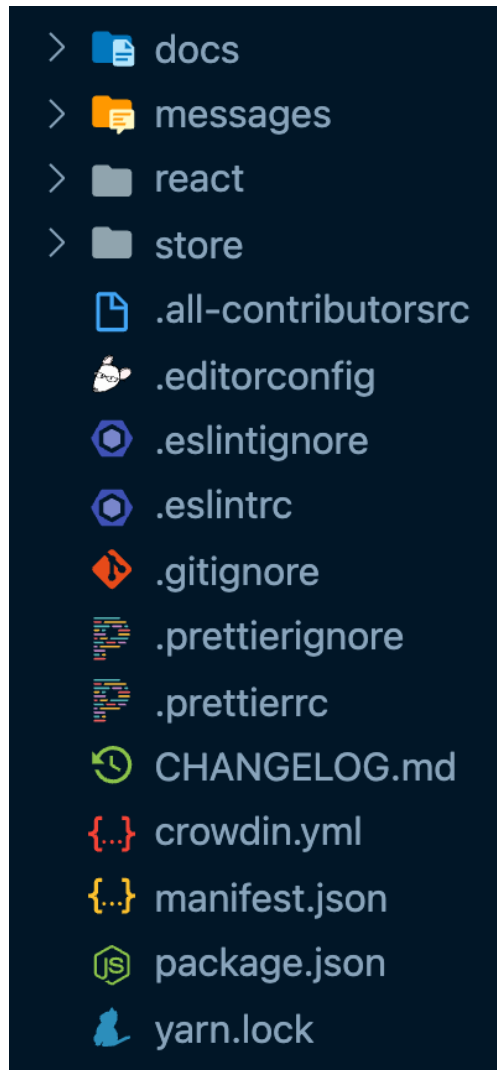 docs
messages
react
store
.all-contributorsrc
.editorconfig
.eslintignore
.eslintrc
.gitignore
.prettierignore
.prettierrc
CHANGELOG.md
crowdin.yml
manifest.json
package.json
yarn.lock